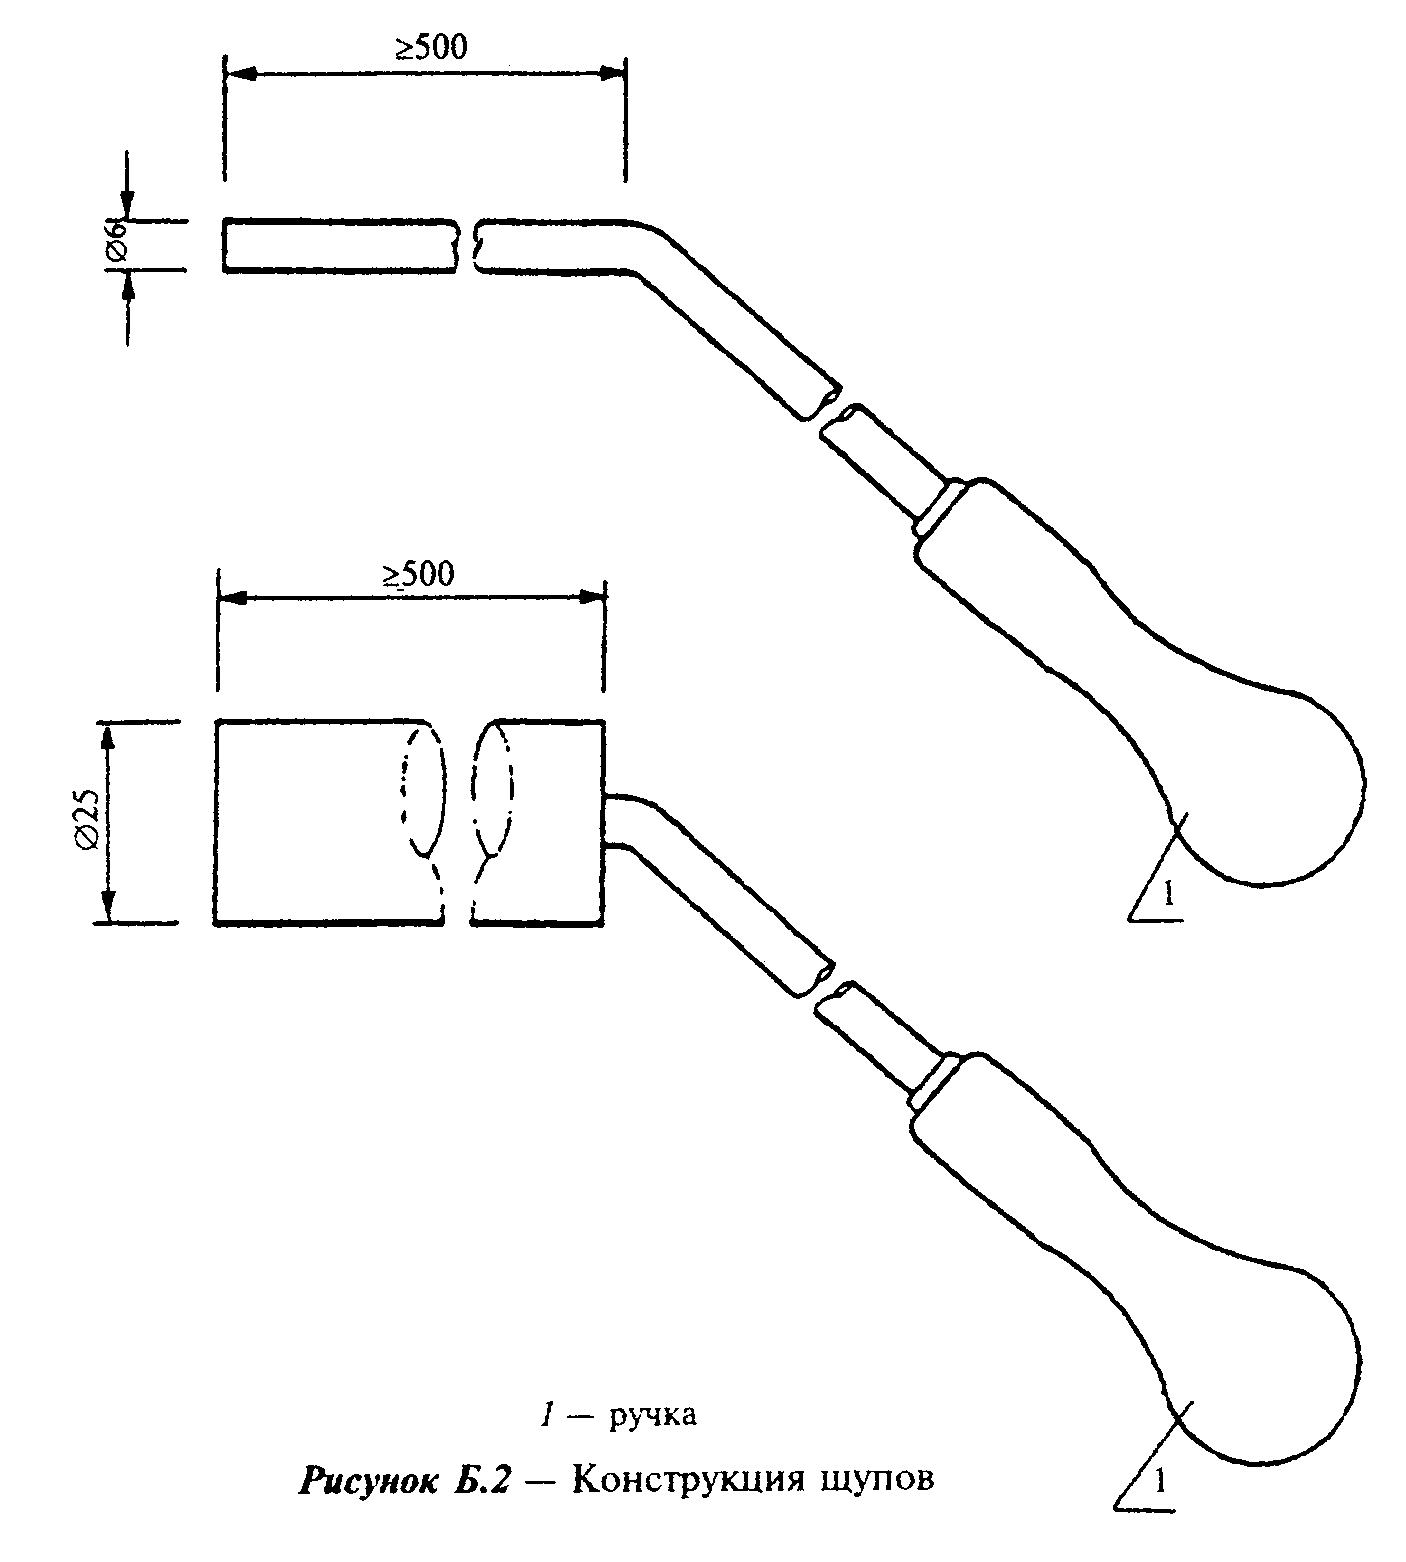 ≥500
Ø6
≥500
Ø25
1
1
1 — ручка
Рисунок Б.2 — Конструкция щупов